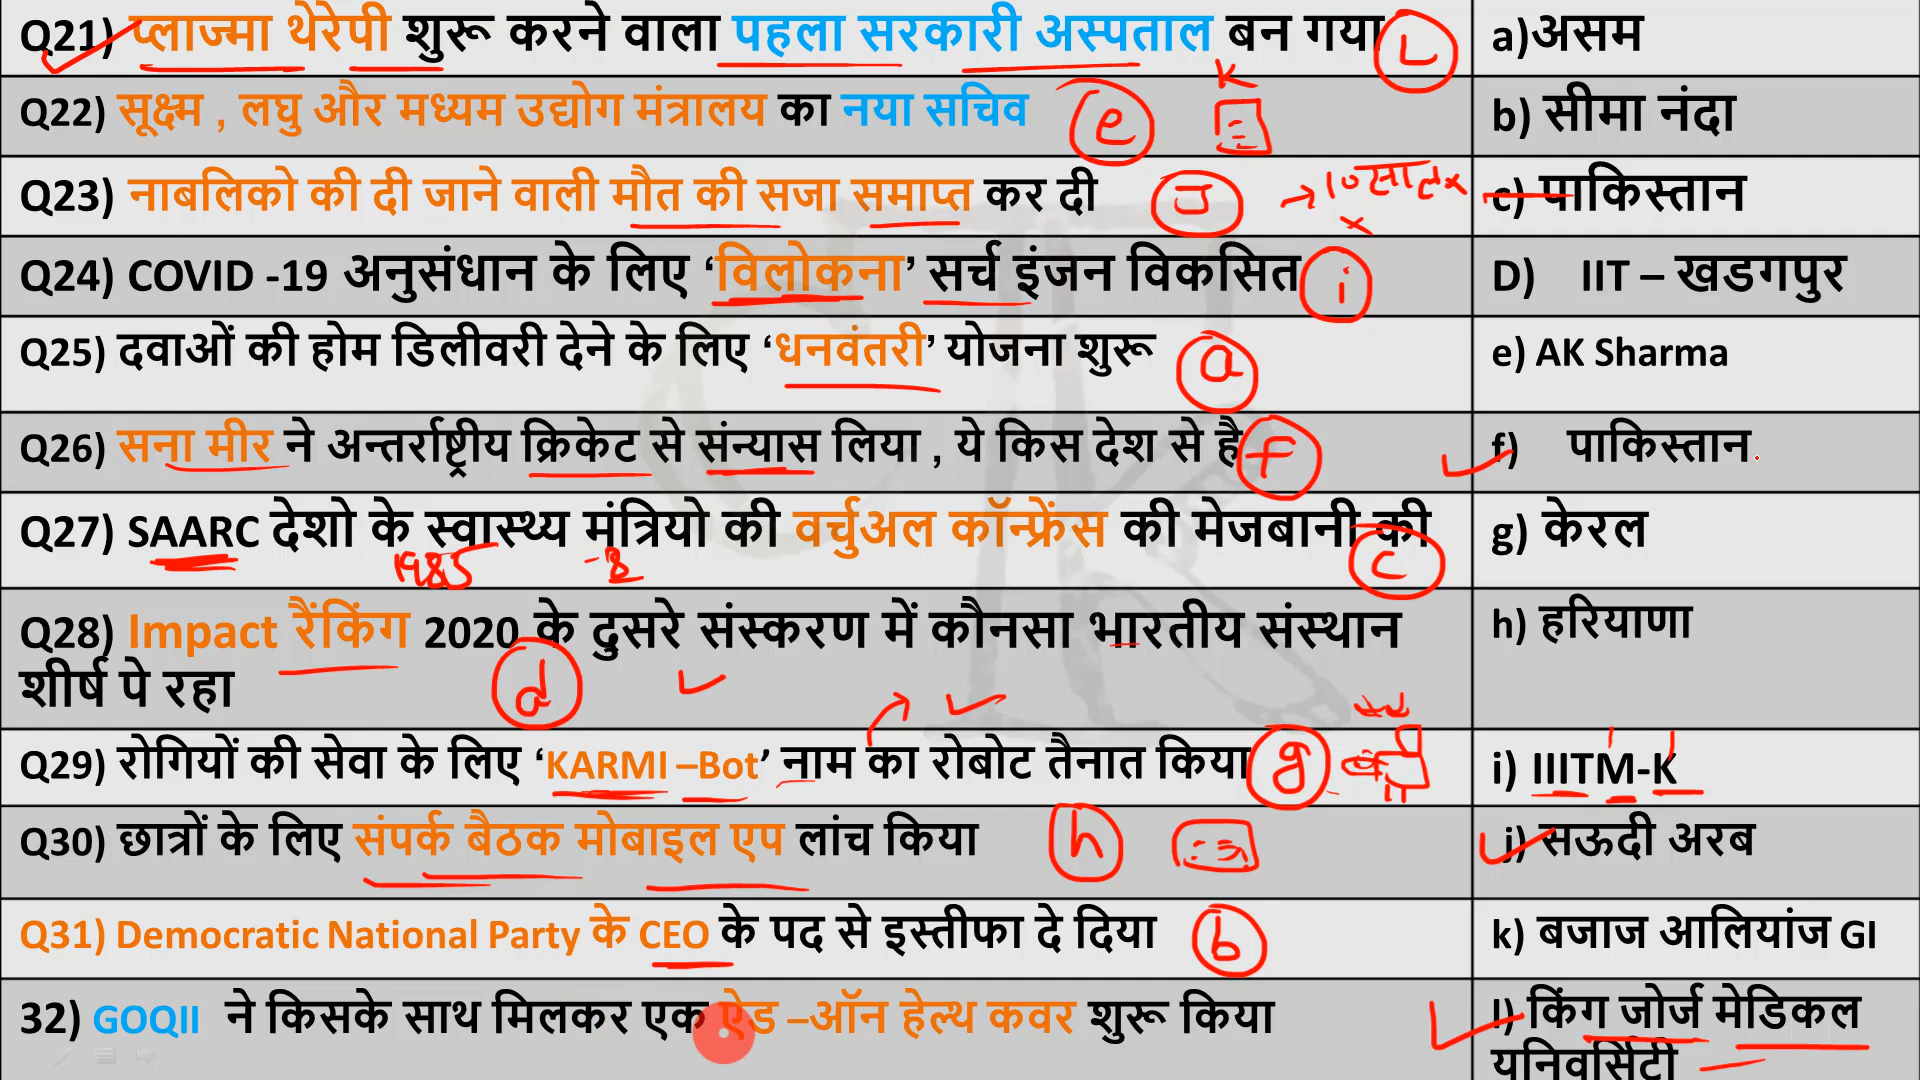 Q21) प्लाज्मा थेरेपी शुरू करने वाला पहला सरकारी अस्पताल बन गया L
a)असम
K
Q22) सूक्ष्म , लघु और मध्यम उद्योग मंत्रालय का नया सचिव e
b) सीमा नंदा
Q23) नाबलिको की दी जाने वाली मौत की सजा समाप्त कर दी J → 10 साल x
x
c) पाकिस्तान
Q24) COVID -19 अनुसंधान के लिए ‘विलोकना’ सर्च इंजन विकसित i
D) IIT – खडगपुर
Q25) दवाओं की होम डिलीवरी देने के लिए ‘धनवंतरी’ योजना शुरू a
e) AK Sharma
Q26) सना मीर ने अन्तर्राष्ट्रीय क्रिकेट से संन्यास लिया , ये किस देश से है F
f) पाकिस्तान
Q27) SAARC देशो के स्वास्थ्य मंत्रियो की वर्चुअल कॉन्फ्रेंस की मेजबानी की C
1985 -8
g) केरल
Q28) Impact रैंकिंग 2020 के दुसरे संस्करण में कौनसा भारतीय संस्थान
शीर्ष पे रहा d
h) हरियाणा
Q29) रोगियों की सेवा के लिए ‘KARMI –Bot’ नाम का रोबोट तैनात किया g
i) IIITM-K
Q30) छात्रों के लिए संपर्क बैठक मोबाइल एप लांच किया h
j) सऊदी अरब
Q31) Democratic National Party के CEO के पद से इस्तीफा दे दिया b
k) बजाज आलियांज GI
32) GOQII ने किसके साथ मिलकर एक ऐड –ऑन हेल्थ कवर शुरू किया
l) किंग जोर्ज मेडिकल
यूनिवर्सिटी